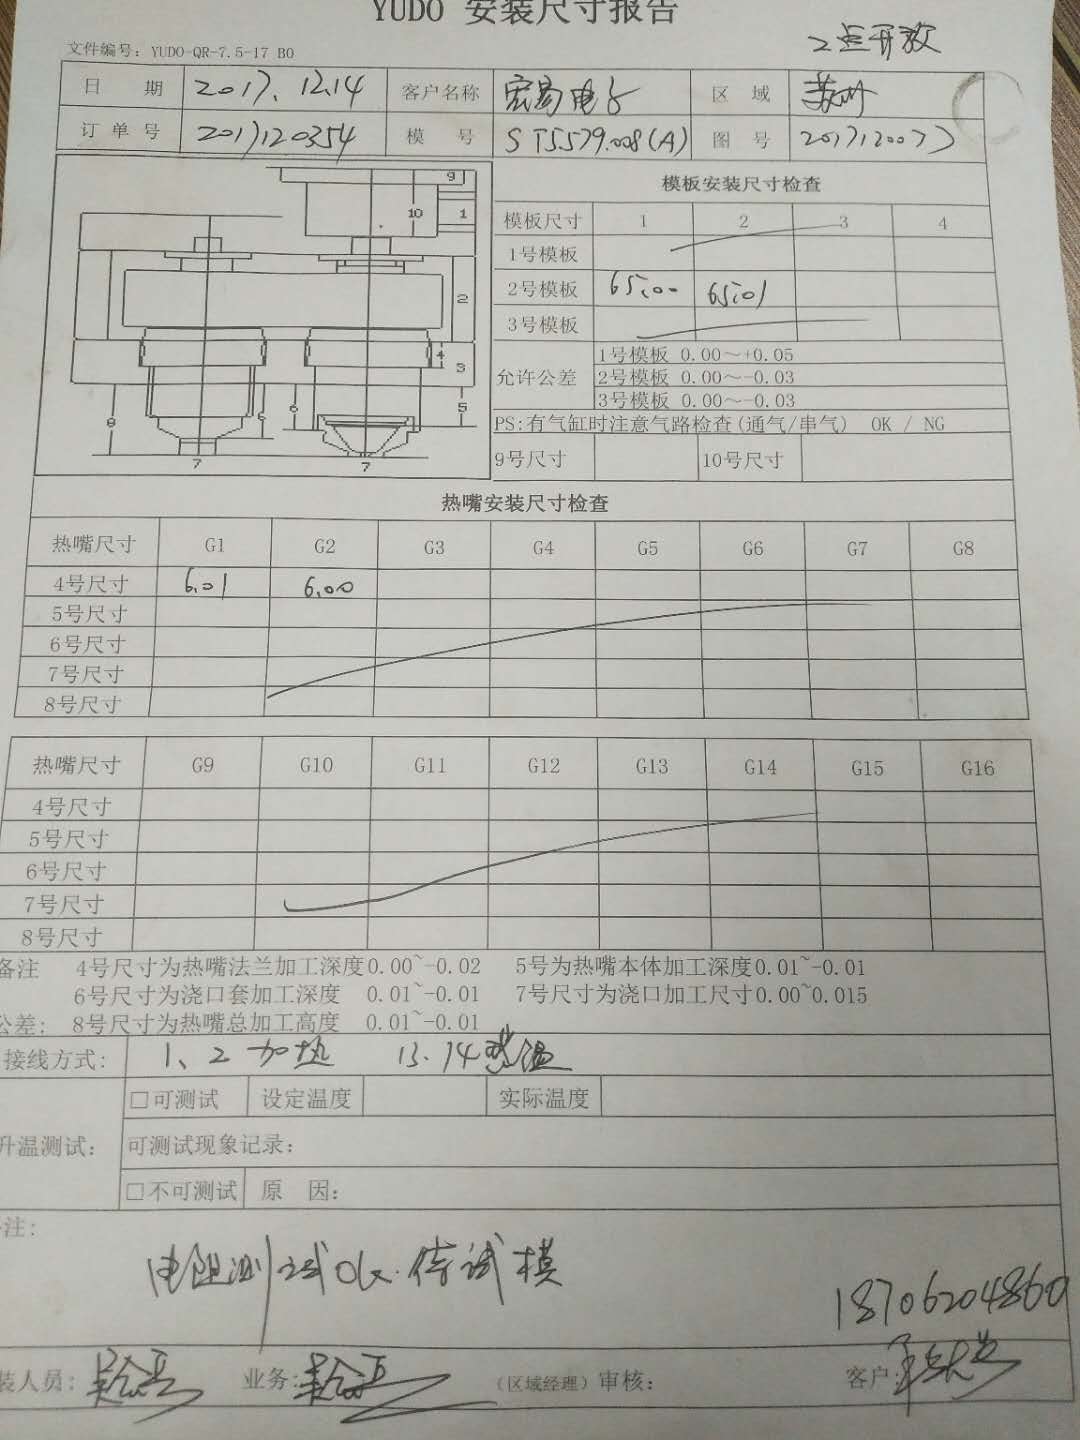 YUDO 安装尺寸报告
2点开放
文件编号: YUDO-QR-7.5-17 B0
日 期 2017.12.14 客户名称 宏高电子 区 域 苏州
订单号 20171203254 模 号 ST5.579.008(A) 图 号 2017120077
9
10 1
2
4 3
5
8 6 6
7 7
模板安装尺寸检查
模板尺寸 1 2 3 4
1号模板
2号模板 65.00 65.01
3号模板
允许公差 1号模板 0.00~+0.05
2号模板 0.00~-0.03
3号模板 0.00~-0.03
PS:有气缸时注意气路检查(通气/串气) OK / NG
9号尺寸 10号尺寸
热嘴安装尺寸检查
热嘴尺寸 G1 G2 G3 G4 G5 G6 G7 G8
4号尺寸 6.01 6.00
5号尺寸
6号尺寸
7号尺寸
8号尺寸
热嘴尺寸 G9 G10 G11 G12 G13 G14 G15 G16
4号尺寸
5号尺寸
6号尺寸
7号尺寸
8号尺寸
备注 4号尺寸为热嘴法兰加工深度0.00~-0.02 5号为热嘴本体加工深度0.01~-0.01
6号尺寸为浇口套加工深度 0.01~-0.01 7号尺寸为浇口加工尺寸0.00~0.015
公差: 8号尺寸为热嘴总加工高度 0.01~-0.01
接线方式: 1、2加热 13.14感温
□可测试 设定温度 实际温度
升温测试: 可测试现象记录:
□不可测试 原 因:
注:
电阻测试OK.待试模
18706204860
装人员: 业务: (区域经理)审核: 客户: